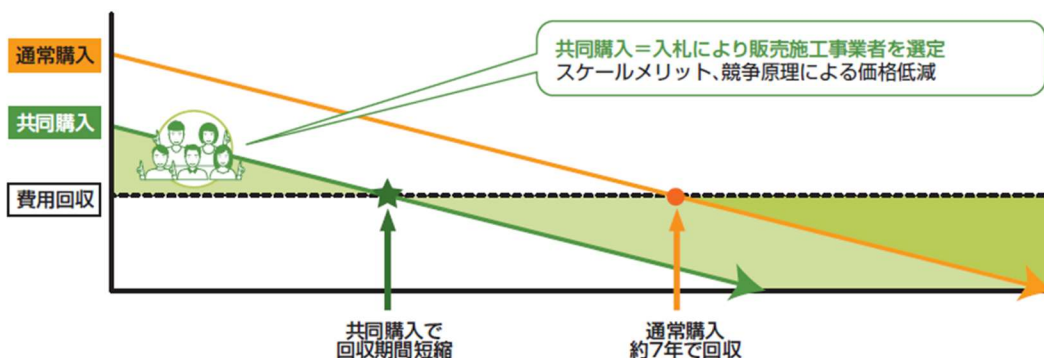 通常購入
共同購入＝入札により販売施工事業者を選定
スケールメリット、競争原理による価格低減
共同購入
費用回収
共同購入で
回収期間短縮
通常購入
約7年で回収